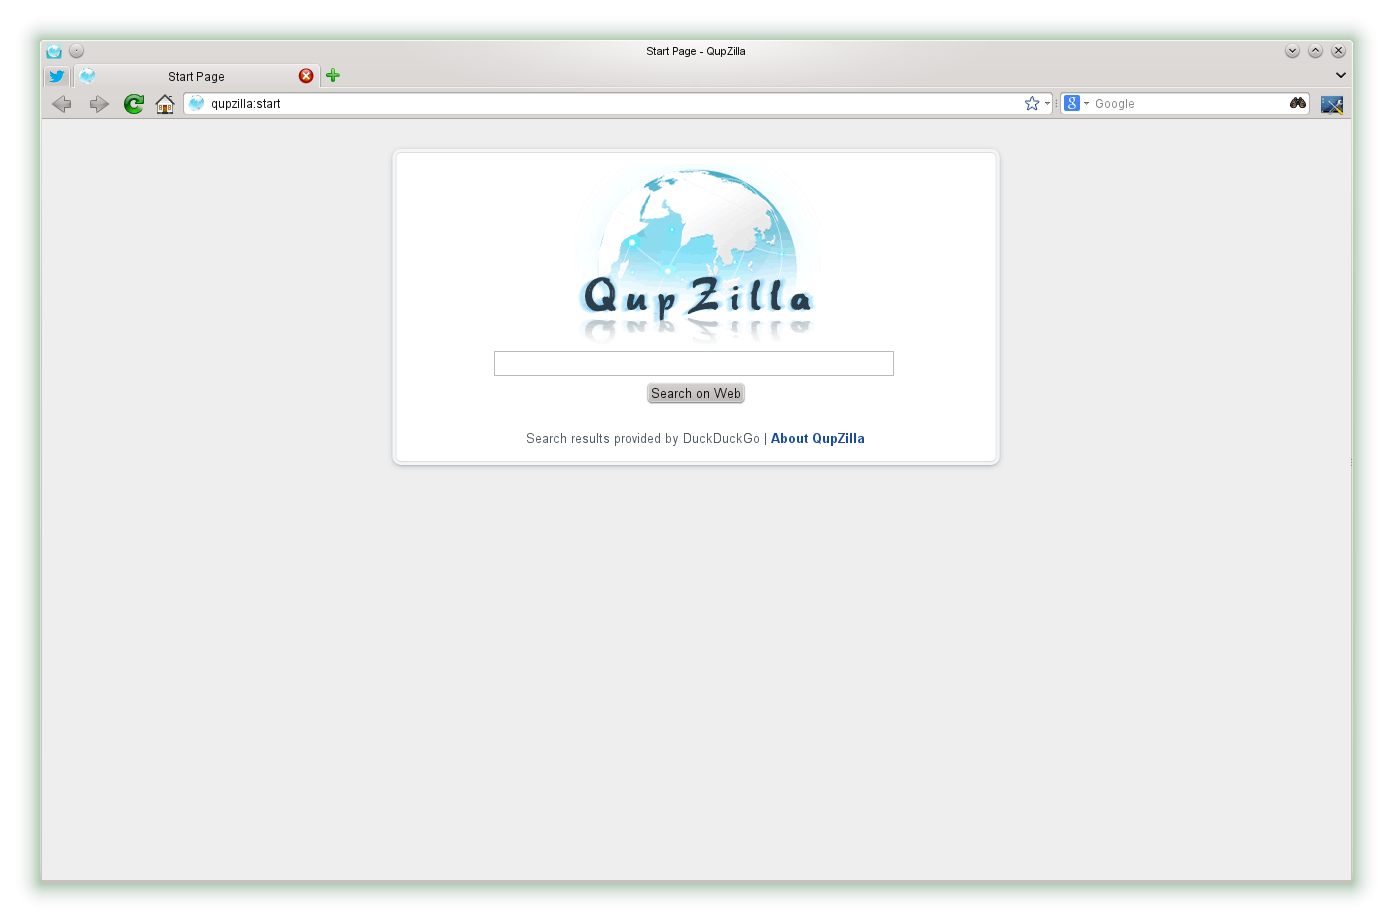 Start Page - QupZilla
Start Page
qupzilla:start
8 Google
QupZilla
Search on Web
Search results provided by DuckDuckGo | About QupZilla